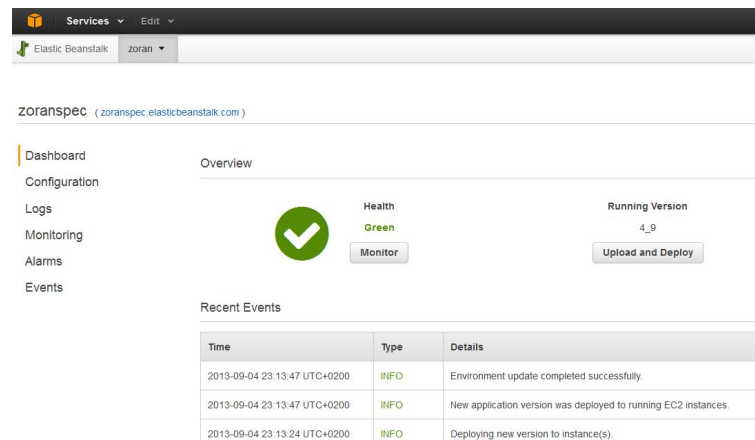 Services Edit
Elastic Beanstalk zoran
zoranspec ( zoranspec.elasticbeanstalk.com )
Dashboard
Configuration
Logs
Monitoring
Alarms
Events
Overview
Health
Green
Monitor
Running Version
4_9
Upload and Deploy
Recent Events
Time Type Details
2013-09-04 23:13:47 UTC+0200 INFO Environment update completed successfully.
2013-09-04 23:13:47 UTC+0200 INFO New application version was deployed to running EC2 instances.
2013-09-04 23:13:24 UTC+0200 INFO Deploying new version to instance(s).